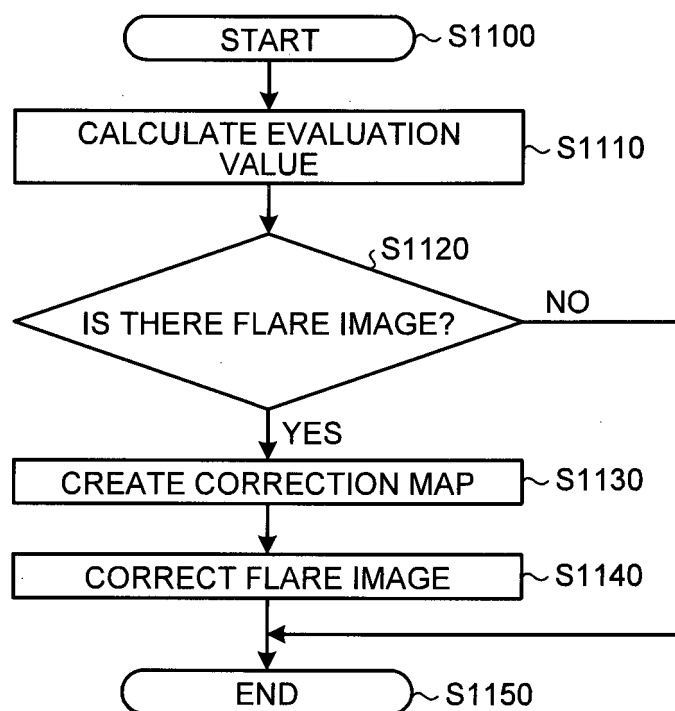 START
S1100
CALCULATE EVALUATION
VALUE
S1110
S1120
IS THERE FLARE IMAGE?
NO
YES
CREATE CORRECTION MAP
S1130
CORRECT FLARE IMAGE
S1140
END
S1150